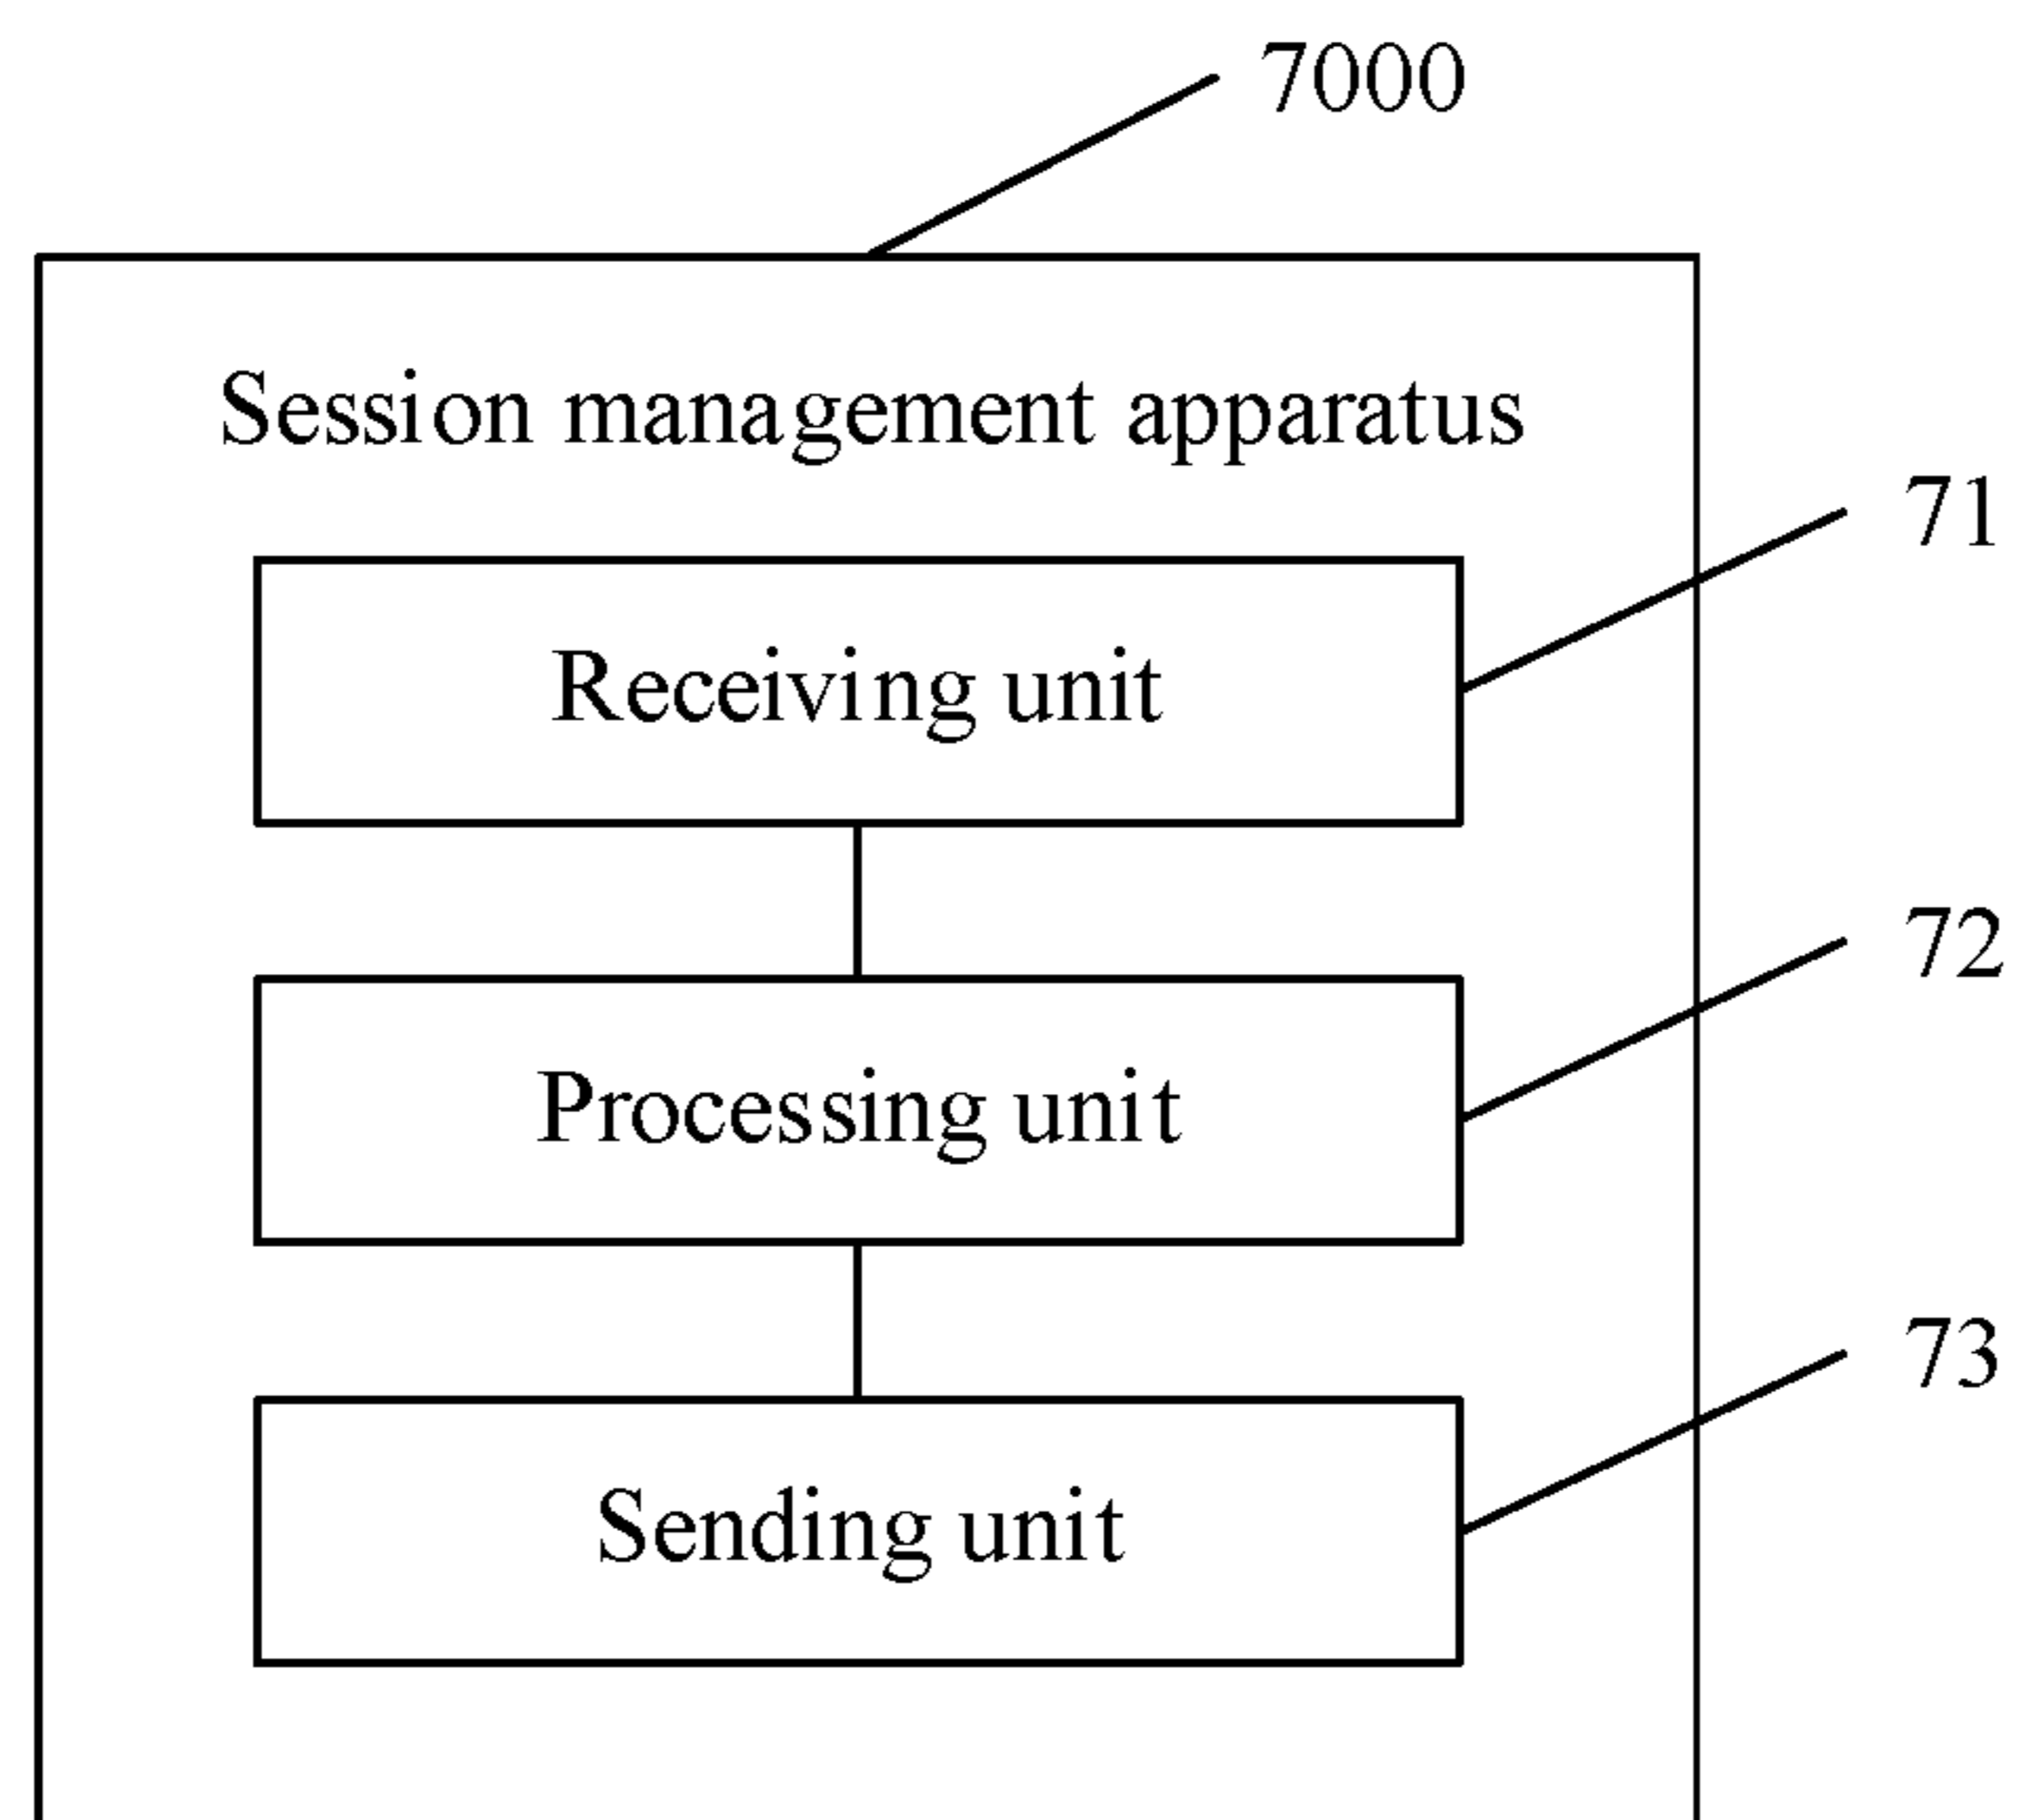 7000
Session management apparatus
71
Receiving unit
72
Processing unit
73
Sending unit